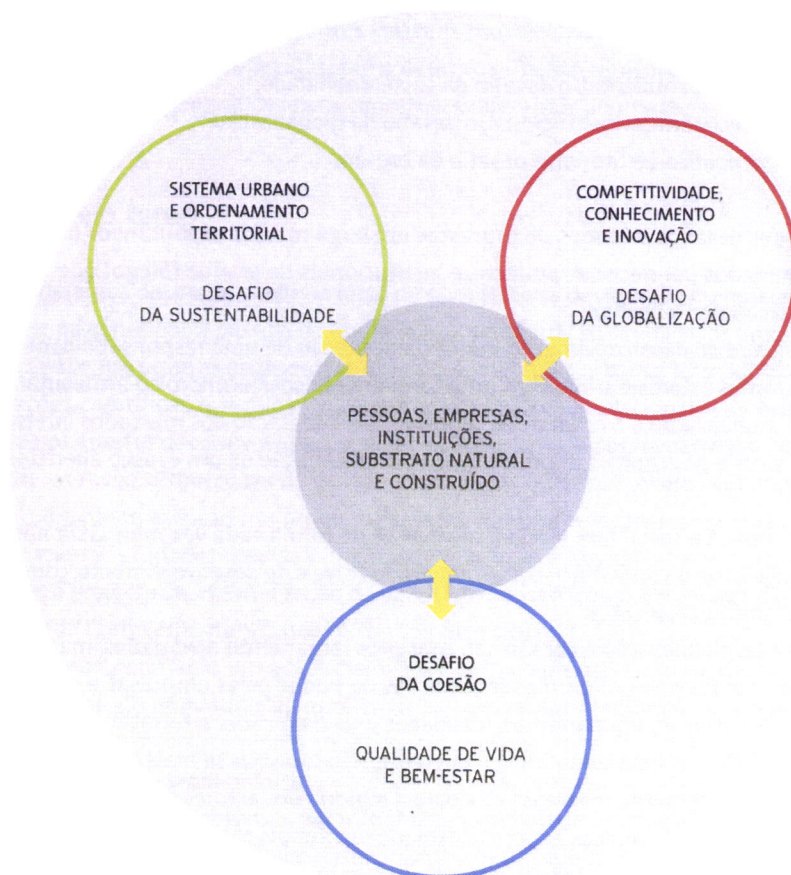 SISTEMA URBANO
E ORDENAMENTO
TERRITORIAL
DESAFIO
DA SUSTENTABILIDADE
COMPETITIVIDADE,
CONHECIMENTO
E INOVAÇÃO
DESAFIO
DA GLOBALIZAÇÃO
PESSOAS, EMPRESAS,
INSTITUIÇÕES,
SUBSTRATO NATURAL
E CONSTRUÍDO
DESAFIO
DA COESÃO
QUALIDADE DE VIDA
E BEM-ESTAR